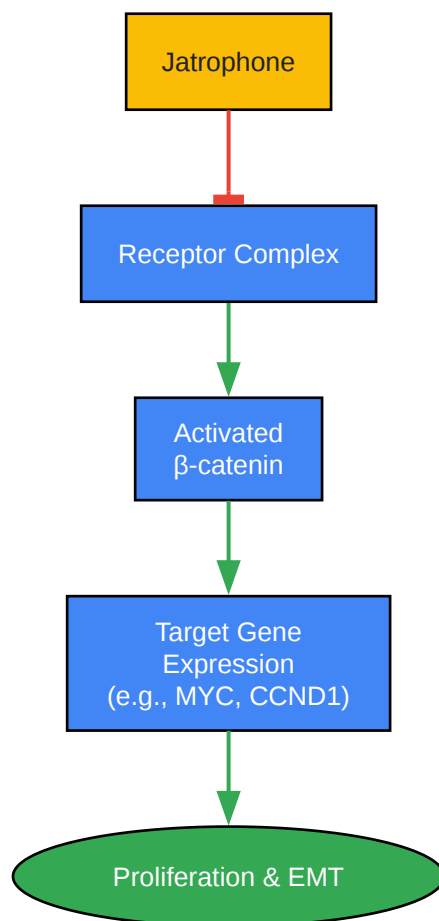 Jatrophone
Receptor Complex
Activated
β-catenin
Target Gene
Expression
(e.g., MYC, CCND1)
Proliferation & EMT